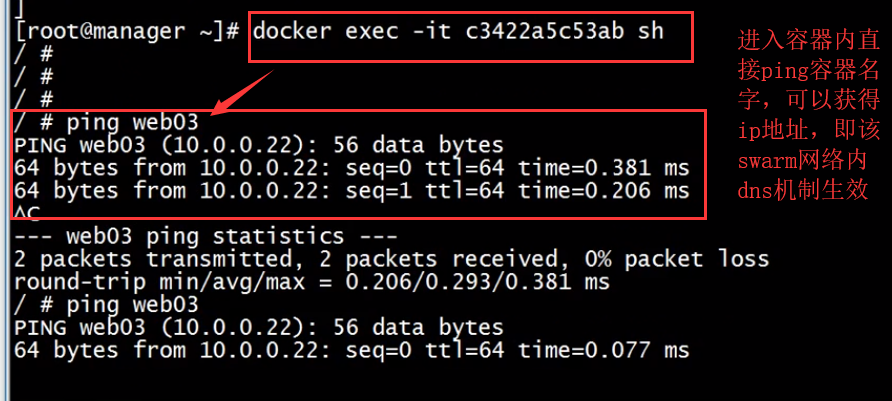 ]
[root@manager ~]# docker exec -it c3422a5c53ab sh
/ #
/ #
/ #
/ # ping web03
PING web03 (10.0.0.22): 56 data bytes
64 bytes from 10.0.0.22: seq=0 ttl=64 time=0.381 ms
64 bytes from 10.0.0.22: seq=1 ttl=64 time=0.206 ms
^C
--- web03 ping statistics ---
2 packets transmitted, 2 packets received, 0% packet loss
round-trip min/avg/max = 0.206/0.293/0.381 ms
/ # ping web03
PING web03 (10.0.0.22): 56 data bytes
64 bytes from 10.0.0.22: seq=0 ttl=64 time=0.077 ms
进入容器内直
接ping容器名
字，可以获得
ip地址，即该
swarm网络内
dns机制生效